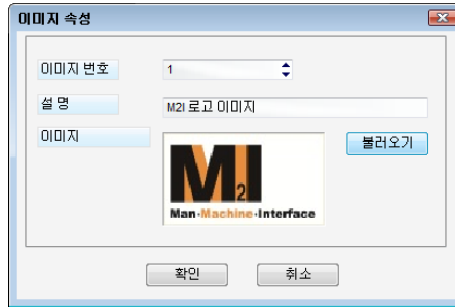 이미지 속성
이미지 번호 1
설 명 M2I 로고 이미지
이미지 불러오기
M2I
Man-Machine-Interface
확인 취소